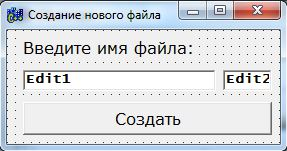 Создание нового файла
Введите имя файла:
Edit1 Edit2
Создать